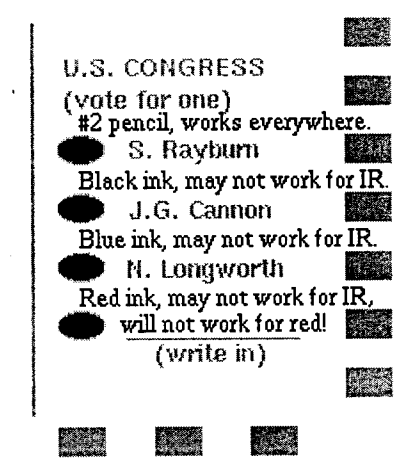 U.S. CONGRESS
(vote for one)
#2 pencil, works everywhere.
S. Rayburn
Black ink, may not work for IR.
J.G. Cannon
Blue ink, may not work for IR.
N. Longworth
Red ink, may not work for IR,
will not work for red!
(write in)